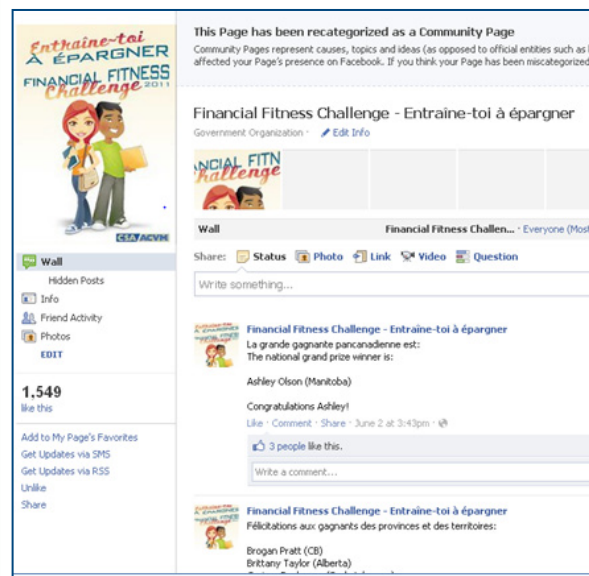 Entraîne-toi
À ÉPARGNER
FINANCIAL FITNESS
Challenge 2011
CSA/ACVM
Wall
Hidden Posts
Info
Friend Activity
Photos
EDIT
1,549
like this
Add to My Page's Favorites
Get Updates via SMS
Get Updates via RSS
Unlike
Share
This Page has been recategorized as a Community Page
Community Pages represent causes, topics and ideas (as opposed to official entities such as
affected your Page's presence on Facebook. If you think your Page has been miscategorized
Financial Fitness Challenge - Entraîne-toi à épargner
Government Organization · Edit Info
NCIAL FITN
hallenge
Wall Financial Fitness Challen... · Everyone (Most
Share: Status Photo Link Video Question
Write something...
Financial Fitness Challenge - Entraîne-toi à épargner
La grande gagnante pancanadienne est:
The national grand prize winner is:
Ashley Olson (Manitoba)
Congratulations Ashley!
Like · Comment · Share · June 2 at 3:43pm ·
3 people like this.
Write a comment...
Financial Fitness Challenge - Entraîne-toi à épargner
Félicitations aux gagnants des provinces et des territoires:
Brogan Pratt (CB)
Brittany Taylor (Alberta)